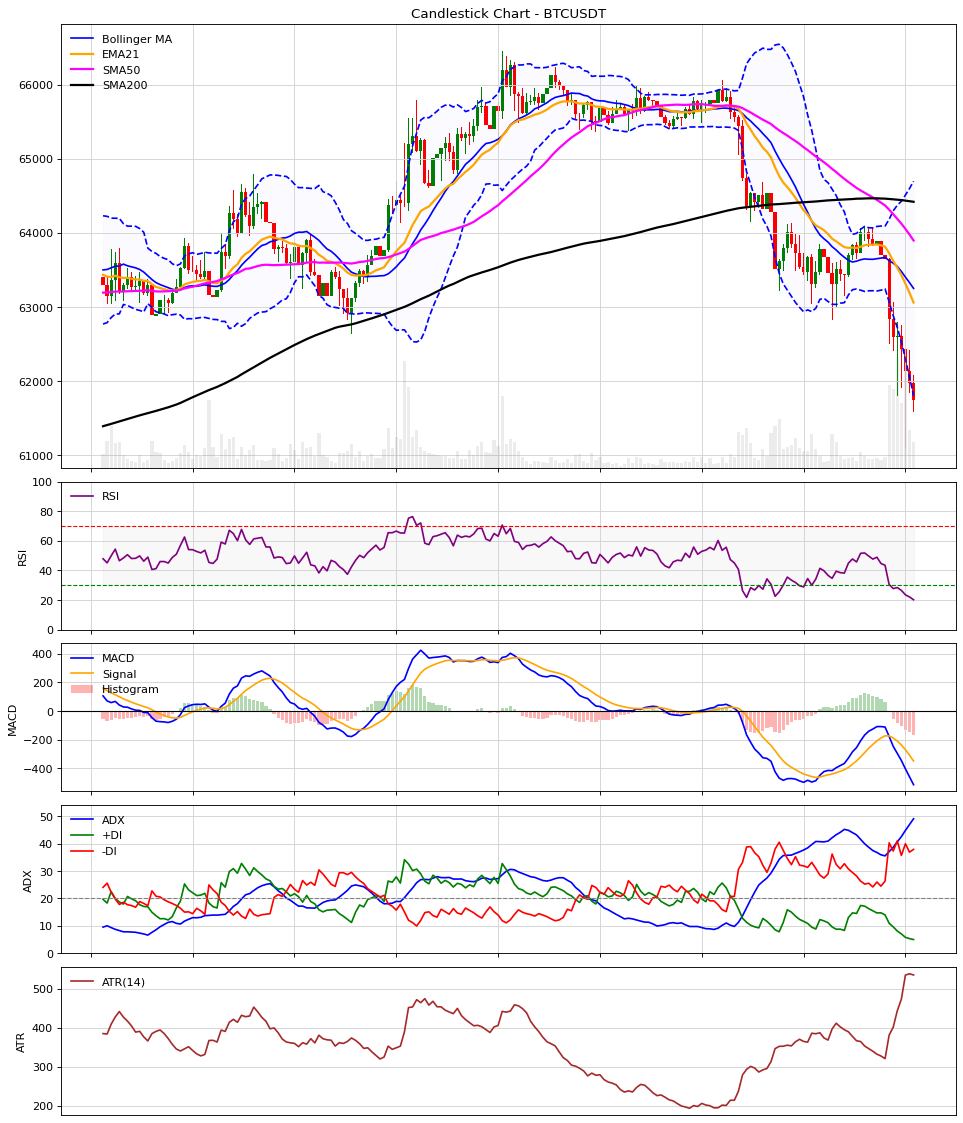 Candlestick Chart - BTCUSDT
Bollinger MA
EMA21
SMA50
SMA200
66000
65000
64000
63000
62000
61000
100
80
60
40
20
0
RSI
RSI
400
200
0
−200
−400
MACD
MACD
Signal
Histogram
50
40
30
20
10
0
ADX
ADX
+DI
-DI
500
400
300
200
ATR
ATR(14)